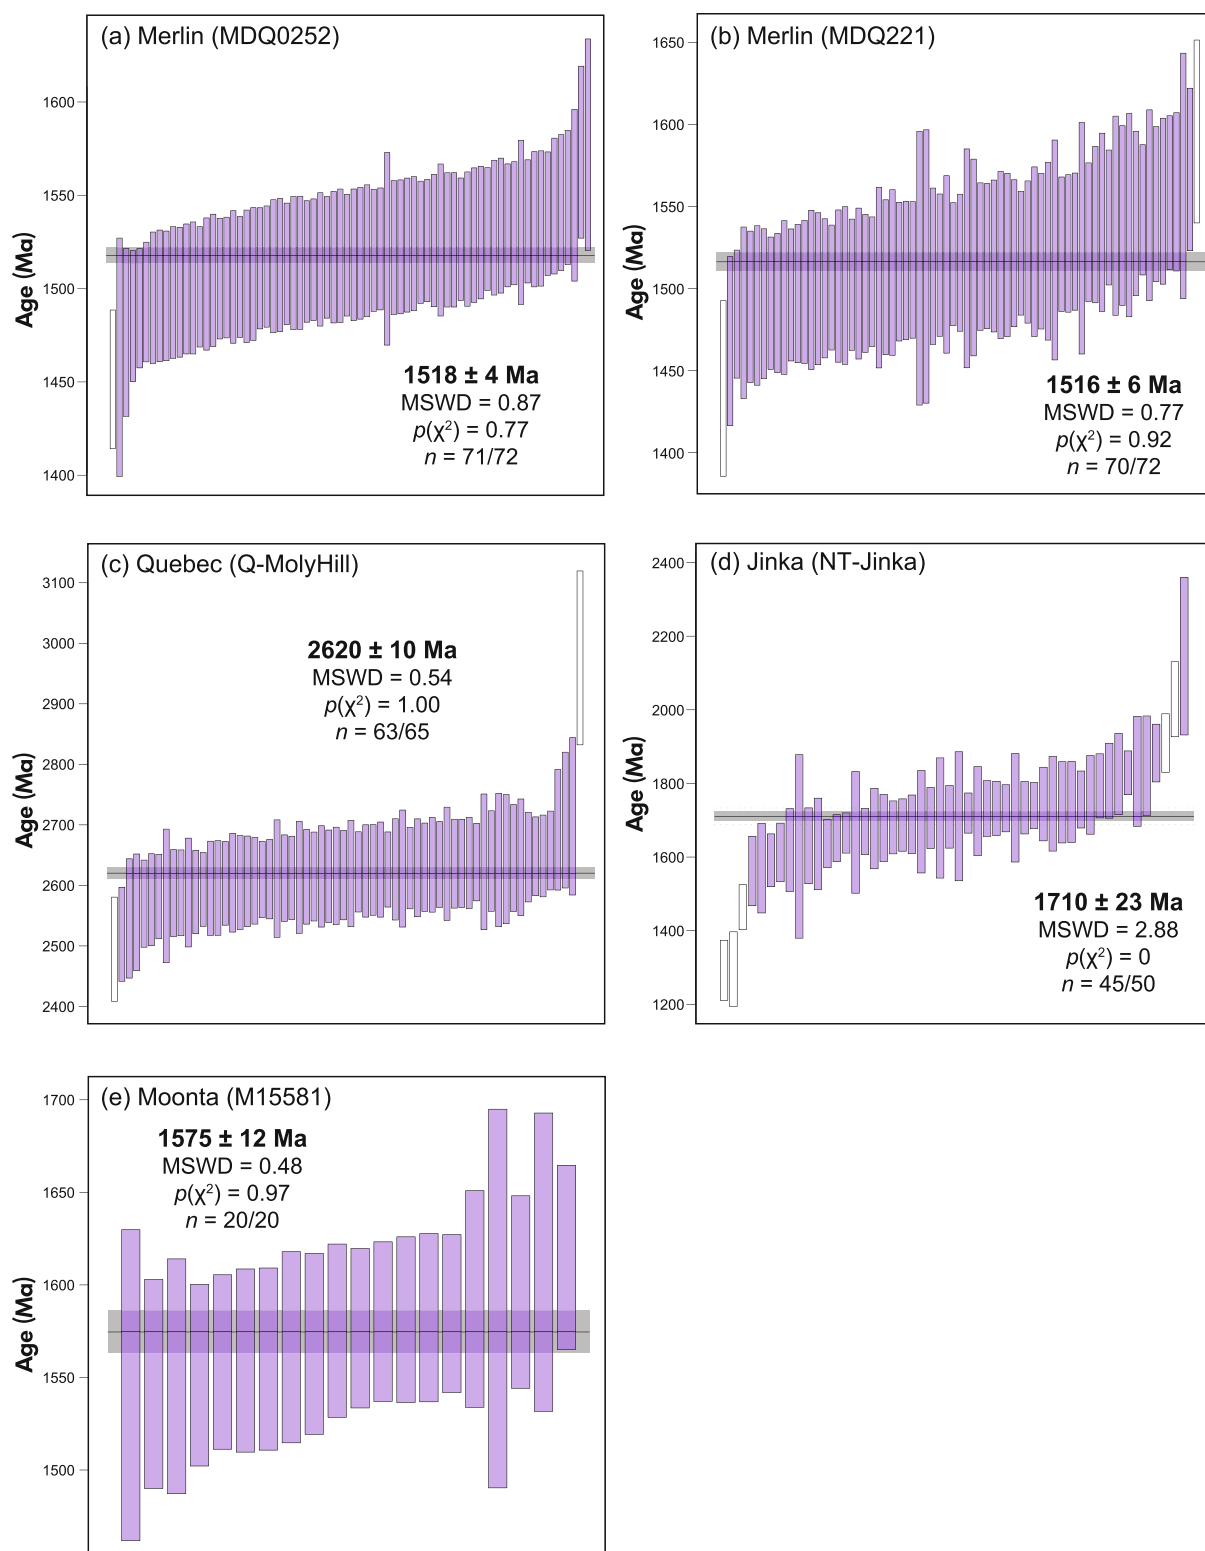 (a) Merlin (MDQ0252)
Age (Ma)
1600
1550
1500
1450
1400
1518 ± 4 Ma
MSWD = 0.87
p(χ²) = 0.77
n = 71/72
(b) Merlin (MDQ221)
Age (Ma)
1650
1600
1550
1500
1450
1400
1516 ± 6 Ma
MSWD = 0.77
p(χ²) = 0.92
n = 70/72
(c) Quebec (Q-MolyHill)
Age (Ma)
3100
3000
2900
2800
2700
2600
2500
2400
2620 ± 10 Ma
MSWD = 0.54
p(χ²) = 1.00
n = 63/65
(d) Jinka (NT-Jinka)
Age (Ma)
2400
2200
2000
1800
1600
1400
1200
1710 ± 23 Ma
MSWD = 2.88
p(χ²) = 0
n = 45/50
(e) Moonta (M15581)
Age (Ma)
1700
1650
1600
1550
1500
1575 ± 12 Ma
MSWD = 0.48
p(χ²) = 0.97
n = 20/20